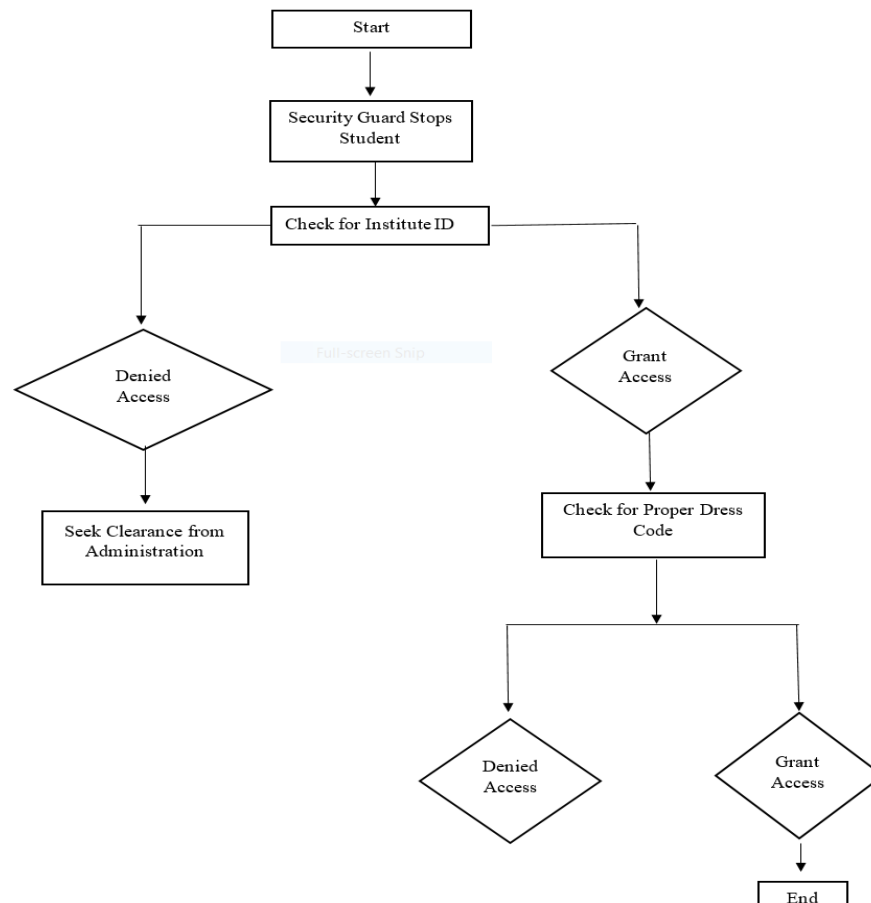 Start
Security Guard Stops
Student
Check for Institute ID
Full-screen Snip
Denied
Access
Grant
Access
Seek Clearance from
Administration
Check for Proper Dress
Code
Denied
Access
Grant
Access
End